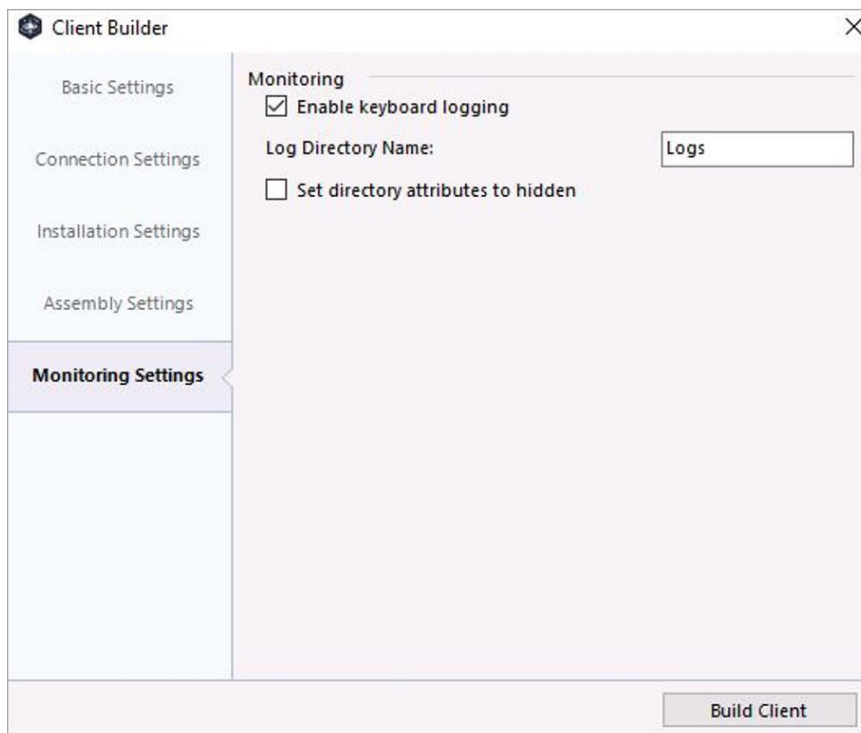 Client Builder
Basic Settings
Connection Settings
Installation Settings
Assembly Settings
Monitoring Settings
Monitoring
Enable keyboard logging
Log Directory Name: Logs
Set directory attributes to hidden
Build Client